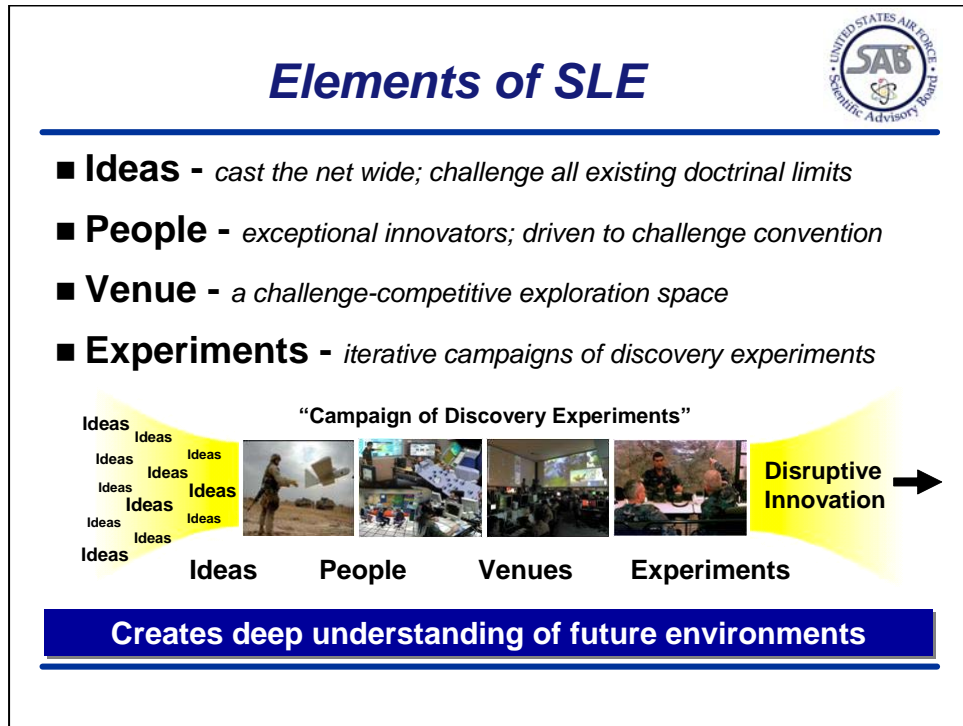 Elements of SLE
UNITED STATES AIR FORCE
SAB
Scientific Advisory Board
■ Ideas - cast the net wide; challenge all existing doctrinal limits
■ People - exceptional innovators; driven to challenge convention
■ Venue - a challenge-competitive exploration space
■ Experiments - iterative campaigns of discovery experiments
“Campaign of Discovery Experiments”
Ideas
Ideas
Ideas
Ideas
Ideas
Ideas
Ideas
Ideas
Ideas
Ideas
Ideas
Ideas
Disruptive
Innovation
Ideas People Venues Experiments
Creates deep understanding of future environments